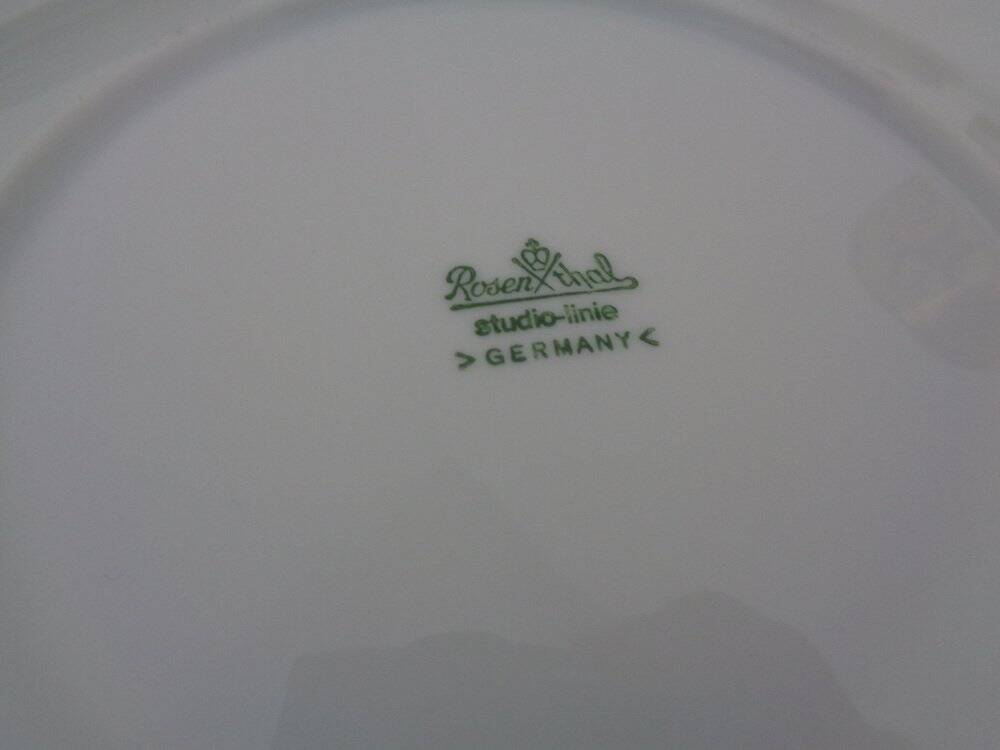 Rosenthal
studio-linie
>GERMANY<